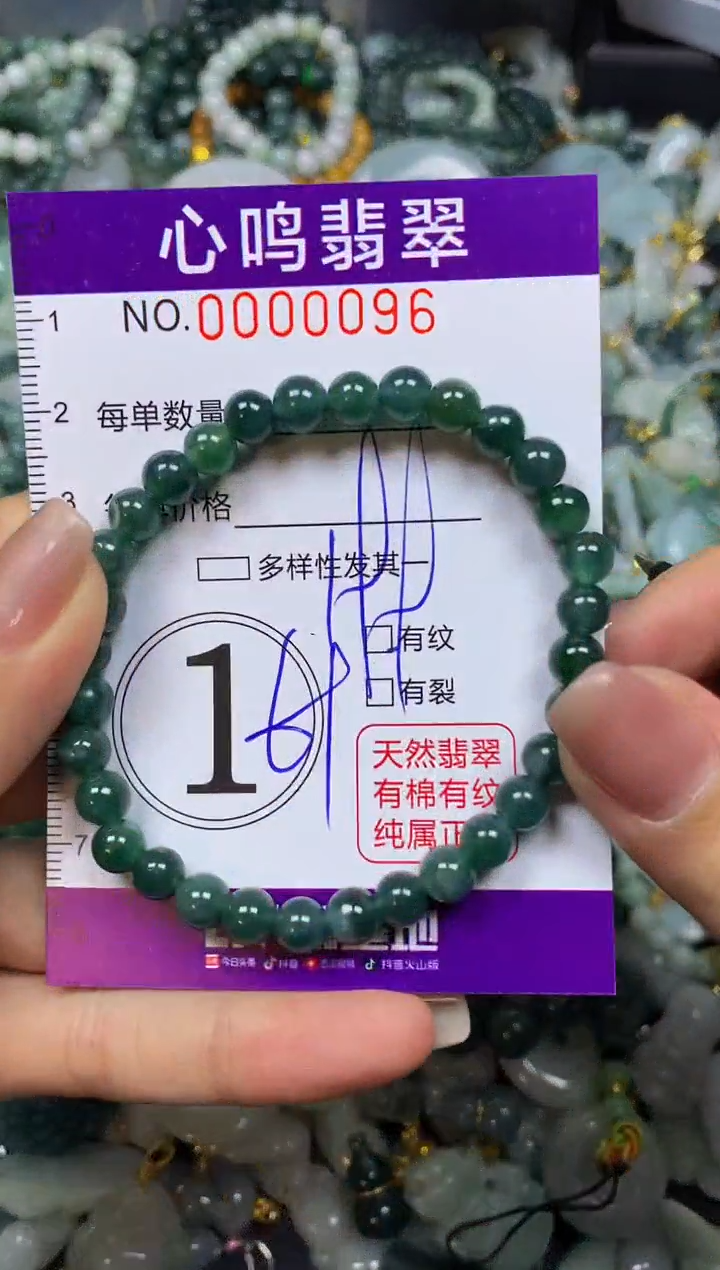 心鸣翡翠
NO.0000096
1
2
每单数量
3
价格
多样性发其一
有纹
1
有裂
天然翡翠
有棉有纹
纯属正
7
今日头条 抖音 抖音火山版